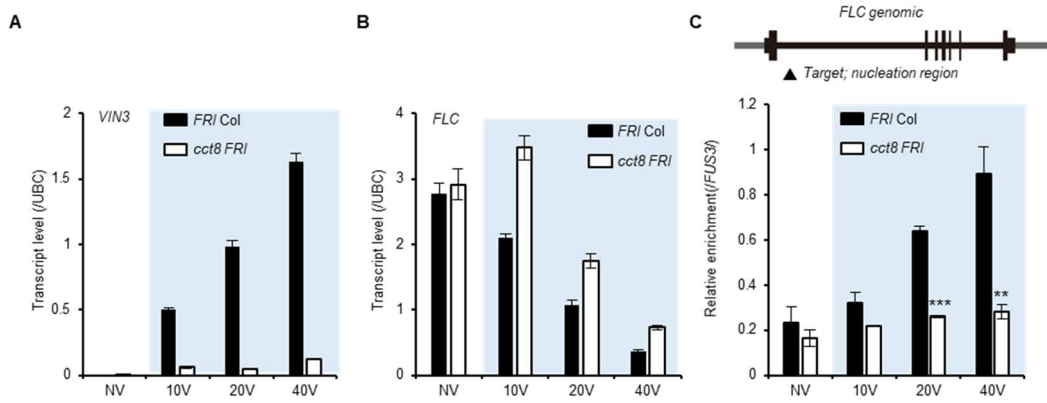 A
VIN3
FRI Col
cct8 FRI
Transcript level (/UBC)
2
1.5
1
0.5
0
NV 10V 20V 40V
B
FLC
FRI Col
cct8 FRI
Transcript level (/UBC)
4
3
2
1
0
NV 10V 20V 40V
C
FLC genomic
Target; nucleation region
FRI Col
cct8 FRI
Relative enrichment(/FUS3)
1.2
1
0.8
0.6
0.4
0.2
0
*** **
NV 10V 20V 40V